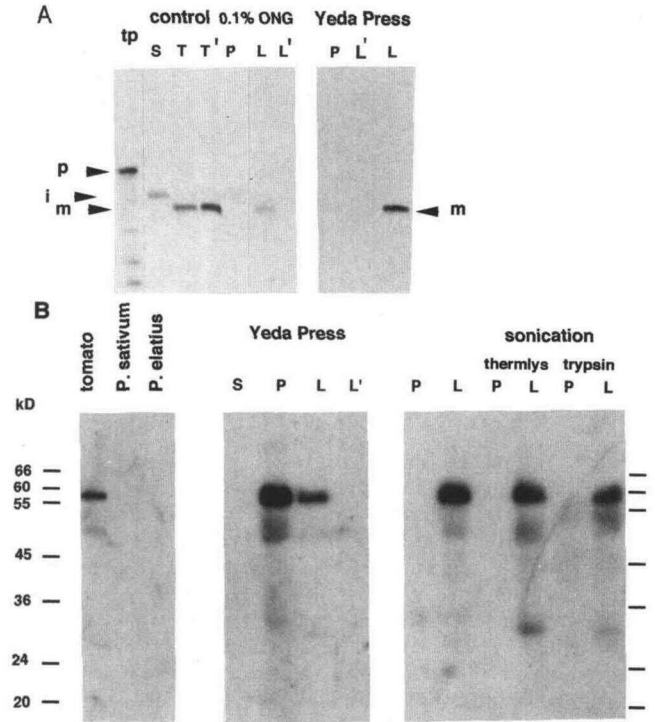 A
control 0.1% ONG Yeda Press
tp S T T' P L L' P L' L
p
i
m m
B
tomato
P. sativum
P. elatius
Yeda Press
sonication
thermlys trypsin
S P L L' P L P L P L
kD
66
60
55
45
36
24
20